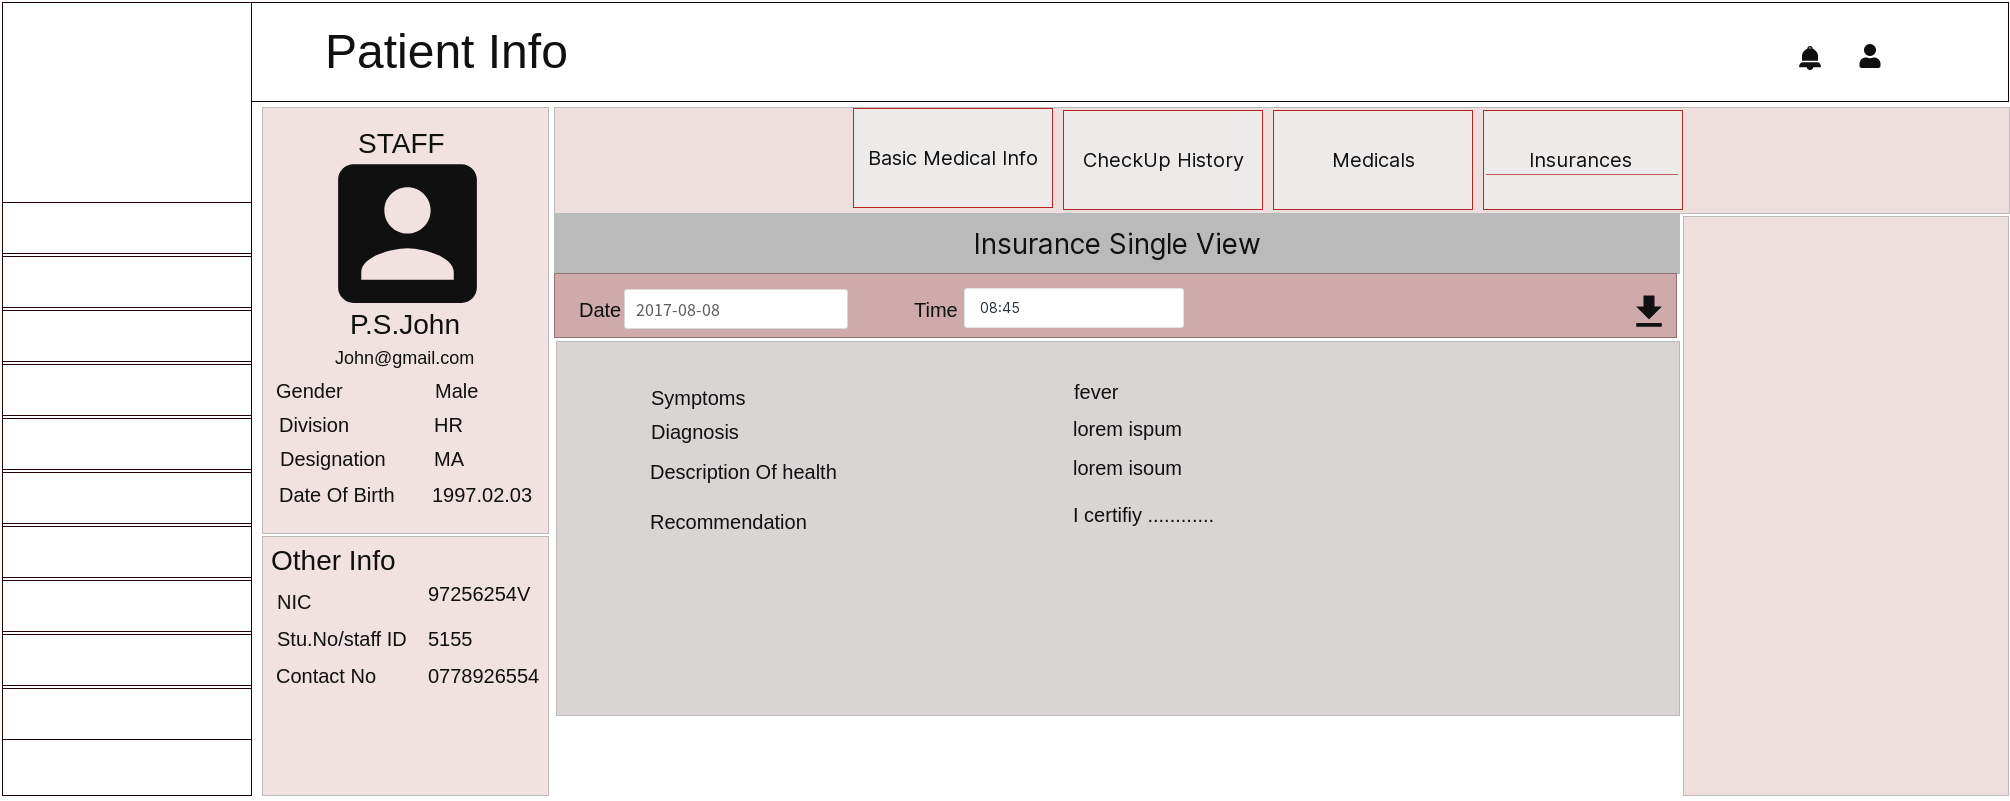 Patient Info
STAFF
P.S.John
John@gmail.com
Gender Male
Division HR
Designation MA
Date Of Birth 1997.02.03
Other Info
NIC 97256254V
Stu.No/staff ID 5155
Contact No 0778926554
Basic Medical Info CheckUp History Medicals Insurances
Insurance Single View
Date 2017-08-08 Time 08:45
Symptoms fever
Diagnosis lorem ispum
Description Of health lorem isoum
Recommendation I certifiy ............